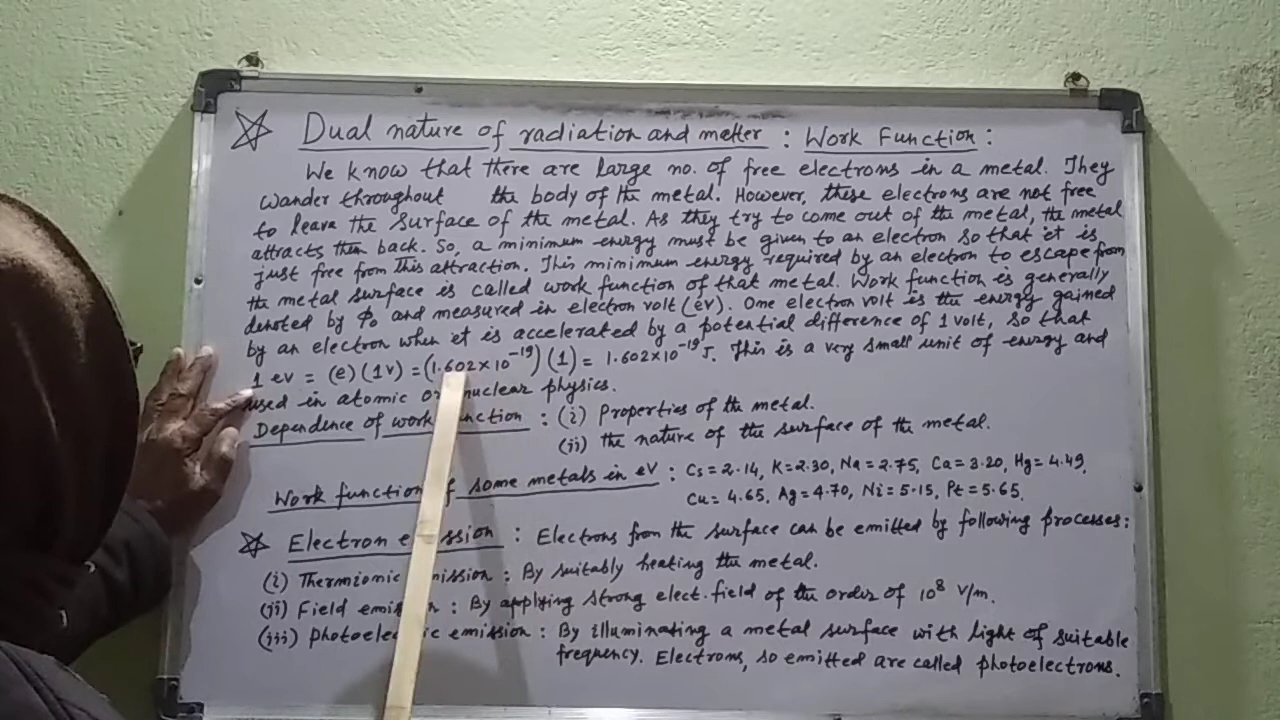 Dual nature of radiation and metter : Work Function :
We know that there are large no. of free electrons in a metal. They
wander throughout the body of the metal. However, these electrons are not free
to leave the surface of the metal. As they try to come out of the metal, the metal
attracts them back. So, a minimum energy must be given to an electron so that it is
just free from this attraction. This minimum energy required by an electron to escape from
the metal surface is called work function of that metal. Work function is generally
denoted by Φ₀ and measured in electron volt (ev). One electron volt is the energy gained
by an electron when it is accelerated by a potential difference of 1 volt, so that
1 ev = (e) (1v) = (1.602×10⁻¹⁹) (1) = 1.602×10⁻¹⁹J. This is a very small unit of energy and
used in atomic or nuclear physics.
Dependence of work function : (i) Properties of the metal.
(ii) the nature of the surface of the metal.
Work function of some metals in eV : Cs = 2.14, K = 2.30, Na = 2.75, Ca = 3.20, Hg = 4.49,
Cu = 4.65, Ag = 4.70, Ni = 5.15, Pt = 5.65.
Electron emission : Electrons from the surface can be emitted by following processes:
(i) Thermionic emission : By suitably heating the metal.
(ii) Field emission : By applying strong elect. field of the order of 10⁸ V/m.
(iii) photoelectric emission : By illuminating a metal surface with light of suitable
frequency. Electrons, so emitted are called photoelectrons.